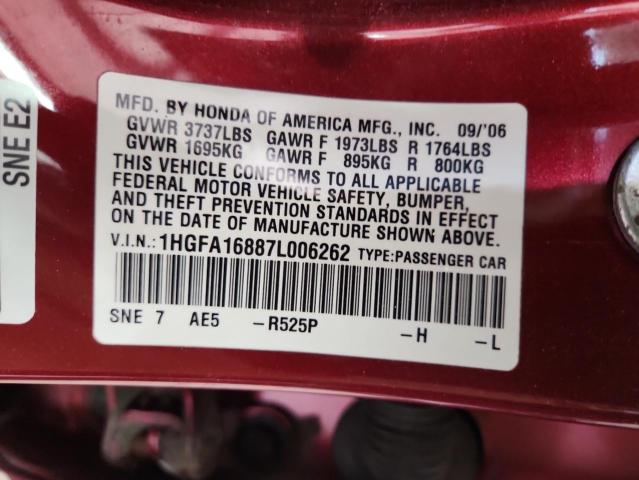 SNE E2
MFD. BY HONDA OF AMERICA MFG., INC. 09/'06
GVWR 3737LBS GAWR F 1973LBS R 1764LBS
GVWR 1695KG GAWR F 895KG R 800KG
THIS VEHICLE CONFORMS TO ALL APPLICABLE
FEDERAL MOTOR VEHICLE SAFETY, BUMPER,
AND THEFT PREVENTION STANDARDS IN EFFECT
ON THE DATE OF MANUFACTURE SHOWN ABOVE.
V.I.N.: 1HGFA16887L006262 TYPE:PASSENGER CAR
SNE 7 AE5 -R525P -H -L